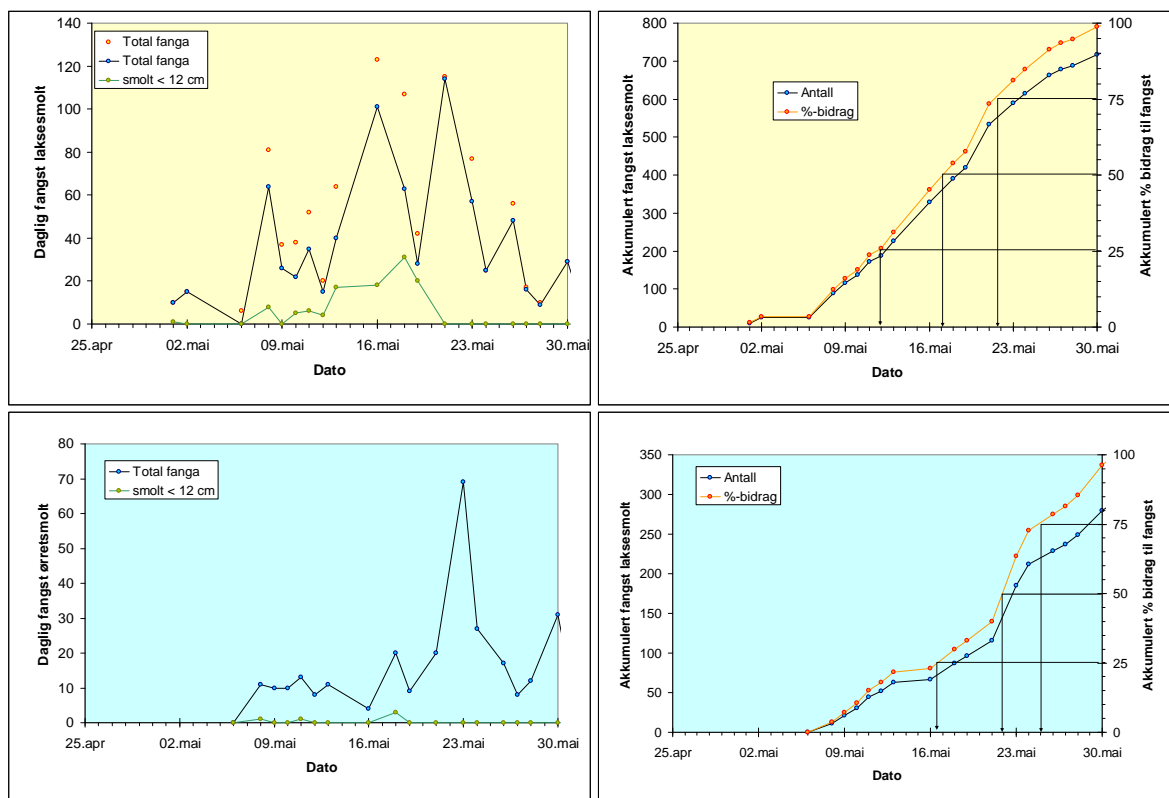 140
120
100
80
60
40
20
0
Daglig fangst laksesmolt
Total fanga
Total fanga
smolt < 12 cm
25.apr 02.mai 09.mai 16.mai 23.mai 30.mai
Dato
800
700
600
500
400
300
200
100
0
Akkumulert fangst laksesmolt
Antall
%-bidrag
100
75
50
25
0
Akkumulert % bidrag til fangst
25.apr 02.mai 09.mai 16.mai 23.mai 30.mai
Dato
80
70
60
50
40
30
20
10
0
Daglig fangst ørretsmolt
Total fanga
smolt < 12 cm
25.apr 02.mai 09.mai 16.mai 23.mai 30.mai
Dato
350
300
250
200
150
100
50
0
Akkumulert fangst laksesmolt
Antall
%-bidrag
100
75
50
25
0
Akkumulert % bidrag til fangst
25.apr 02.mai 09.mai 16.mai 23.mai 30.mai
Dato